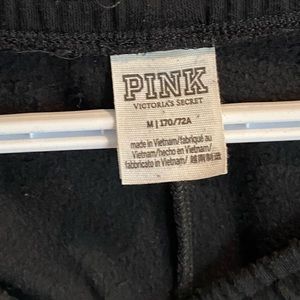 PINK
VICTORIA'S SECRET
M | 170/72A
made in Vietnam/fabriqué au
Vietnam/hecho en Vietnam/
fabbricato in Vietnam/ 越南制造